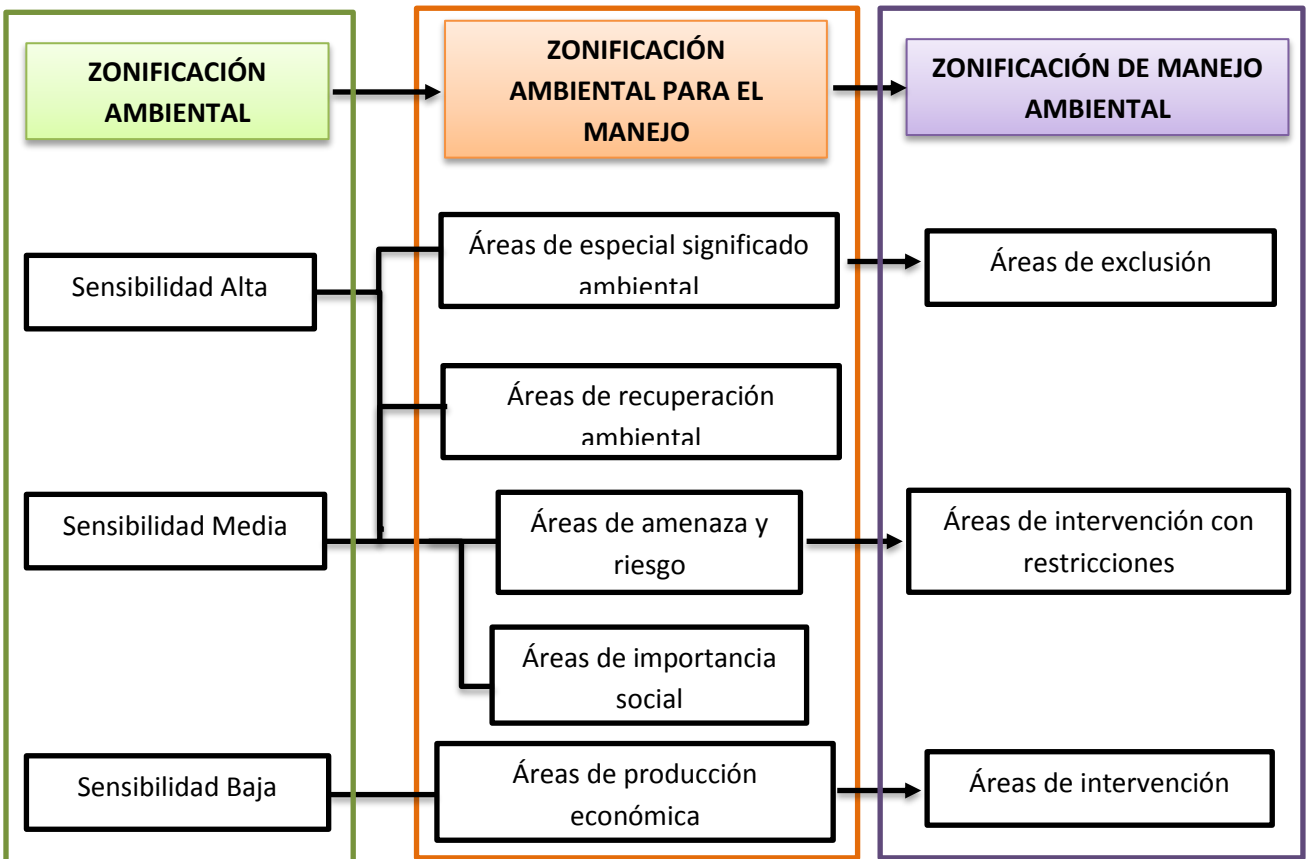 ZONIFICACIÓN
AMBIENTAL
ZONIFICACIÓN
AMBIENTAL PARA EL
MANEJO
ZONIFICACIÓN DE MANEJO
AMBIENTAL
Sensibilidad Alta
Áreas de especial significado
ambiental
Áreas de exclusión
Áreas de recuperación
ambiental
Sensibilidad Media
Áreas de amenaza y
riesgo
Áreas de intervención con
restricciones
Áreas de importancia
social
Sensibilidad Baja
Áreas de producción
económica
Áreas de intervención